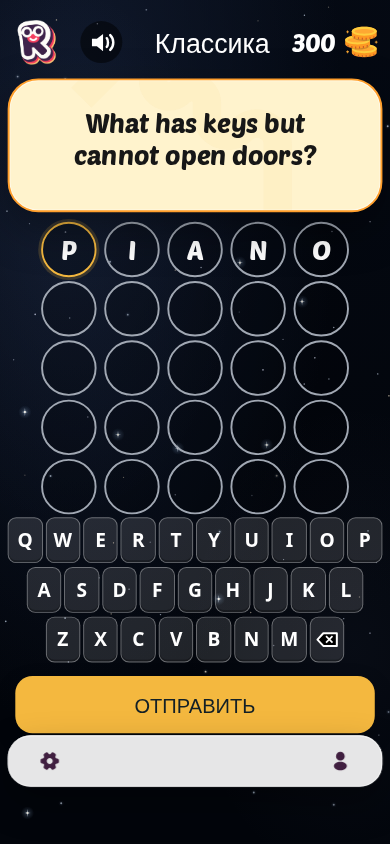 R
Классика 300
What has keys but
cannot open doors?
P I A N O
Q W E R T Y U I O P
A S D F G H J K L
Z X C V B N M
ОТПРАВИТЬ